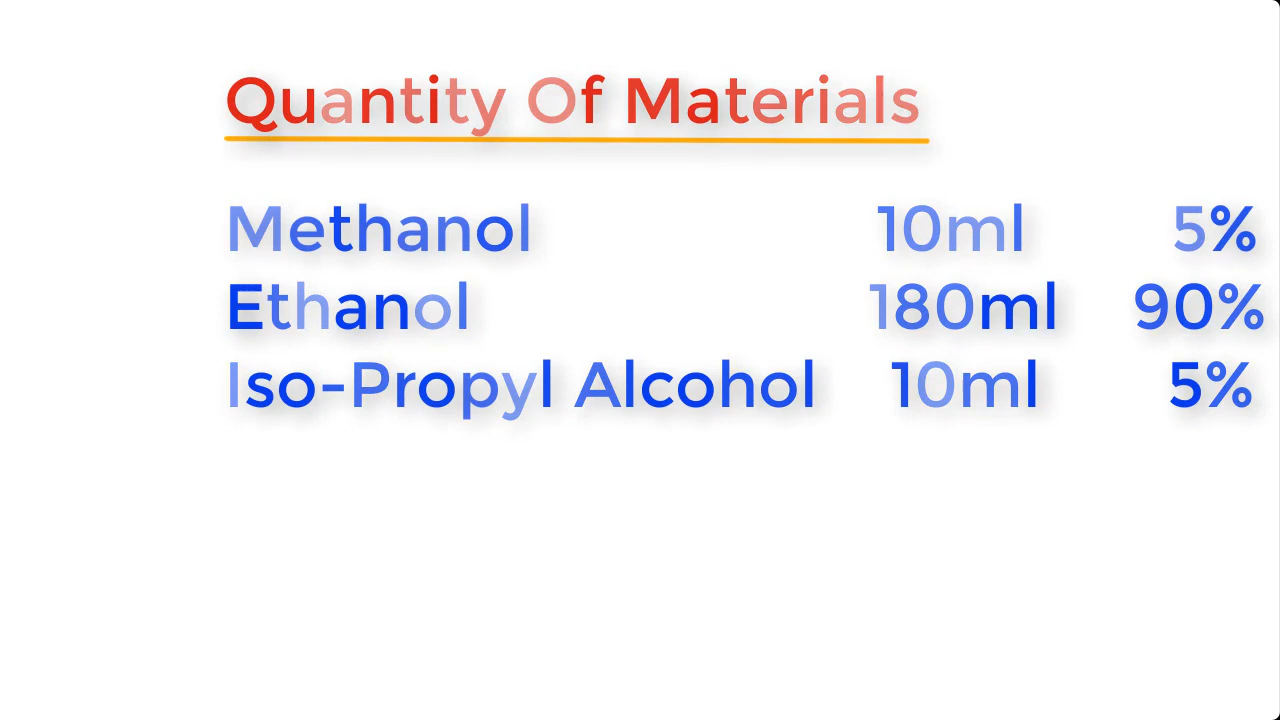 Quantity Of Materials
Methanol 10ml 5%
Ethanol 180ml 90%
Iso-Propyl Alcohol 10ml 5%